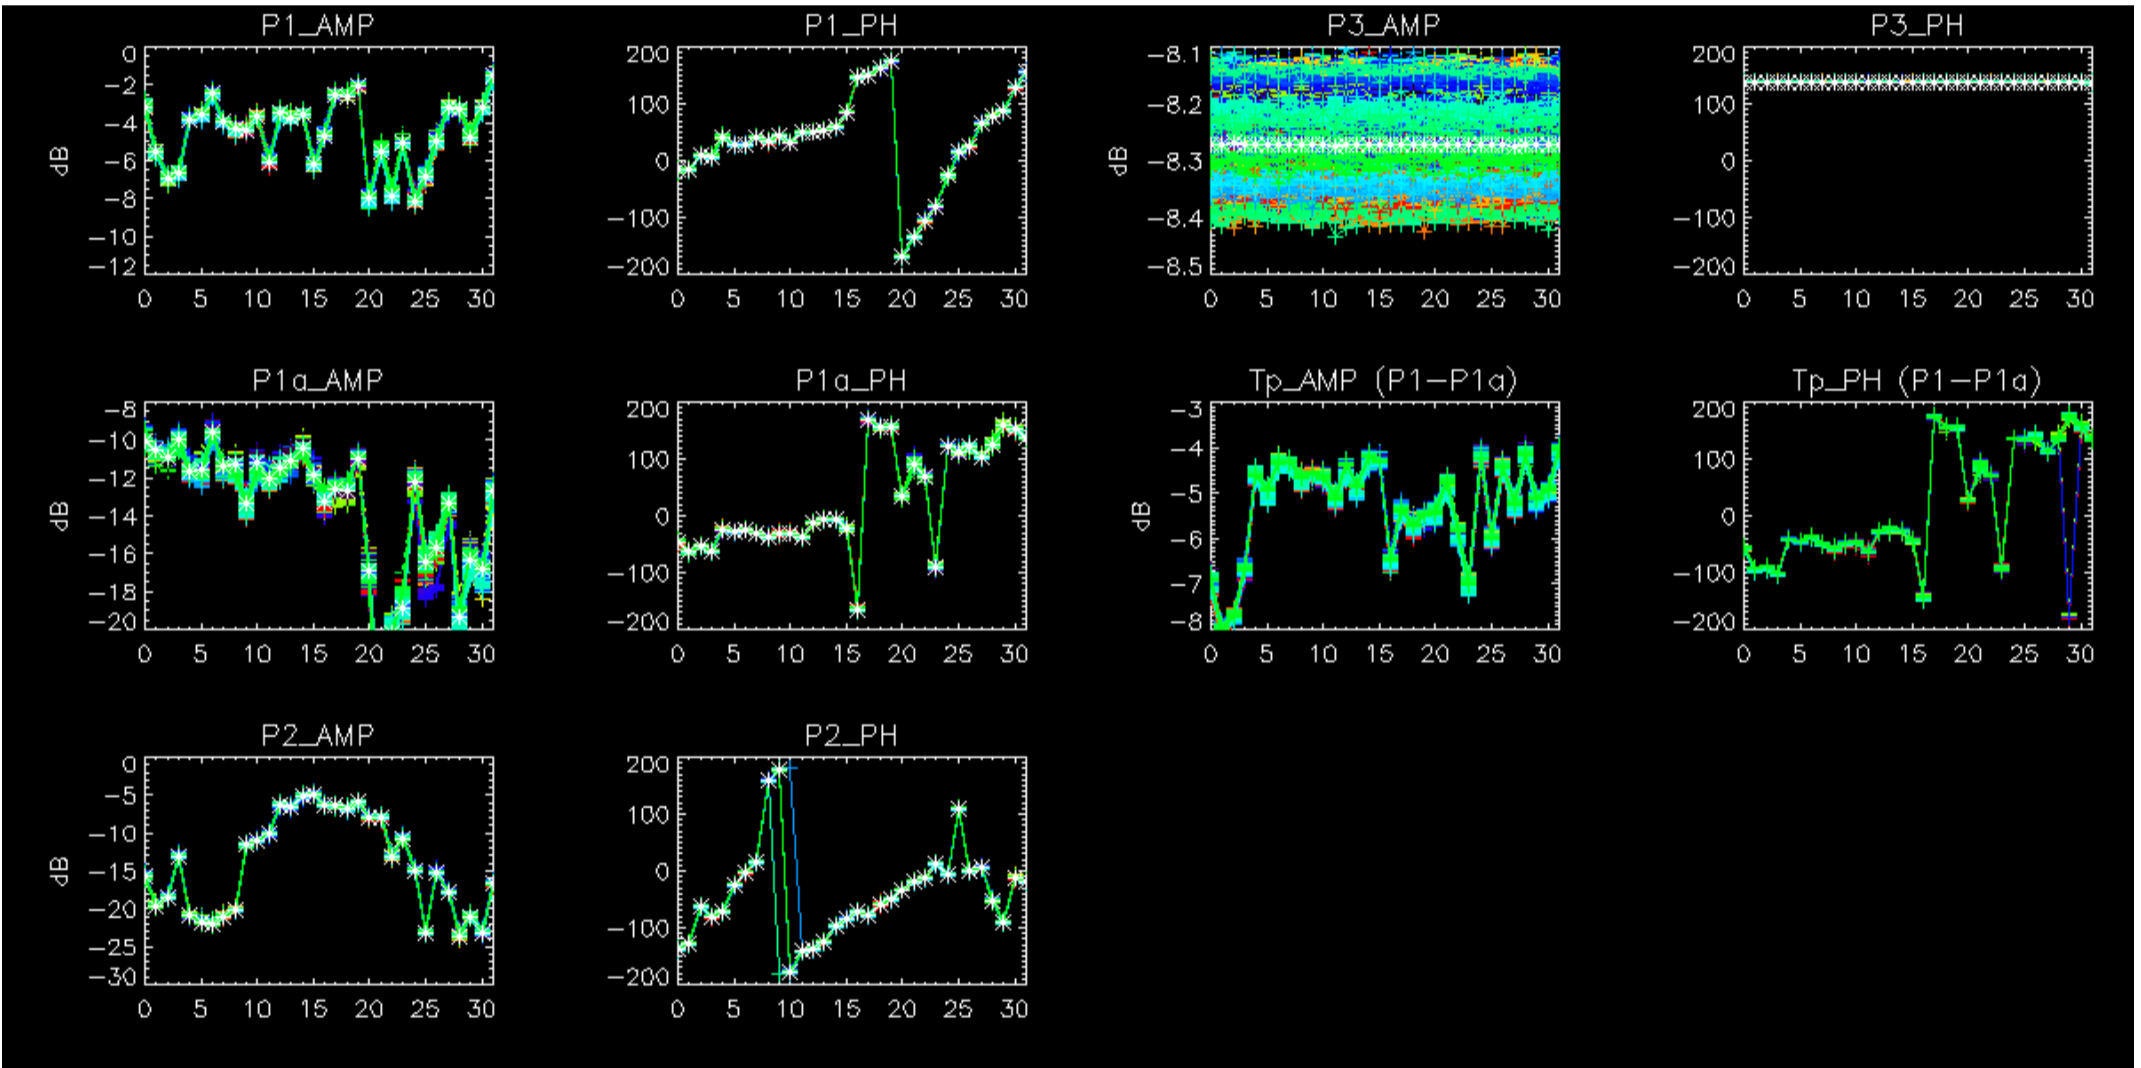 P1_AMP P1_PH P3_AMP P3_PH
0 200 -8.1 200
-2
-4 100 -8.2 100
dB -6 0 dB -8.3 0
-8
-10 -100 -8.4 -100
-12 -200 -8.5 -200
0 5 10 15 20 25 30 0 5 10 15 20 25 30 0 5 10 15 20 25 30 0 5 10 15 20 25 30
P1a_AMP P1a_PH Tp_AMP (P1-P1a) Tp_PH (P1-P1a)
-8 200 -3 200
-10 100 -4 100
-12
dB -14 0 dB -5 0
-16 -100 -6 -100
-18 -7
-20 -200 -8 -200
0 5 10 15 20 25 30 0 5 10 15 20 25 30 0 5 10 15 20 25 30 0 5 10 15 20 25 30
P2_AMP P2_PH
0 200
-5 100
-10
dB -15 0
-20 -100
-25
-30 -200
0 5 10 15 20 25 30 0 5 10 15 20 25 30